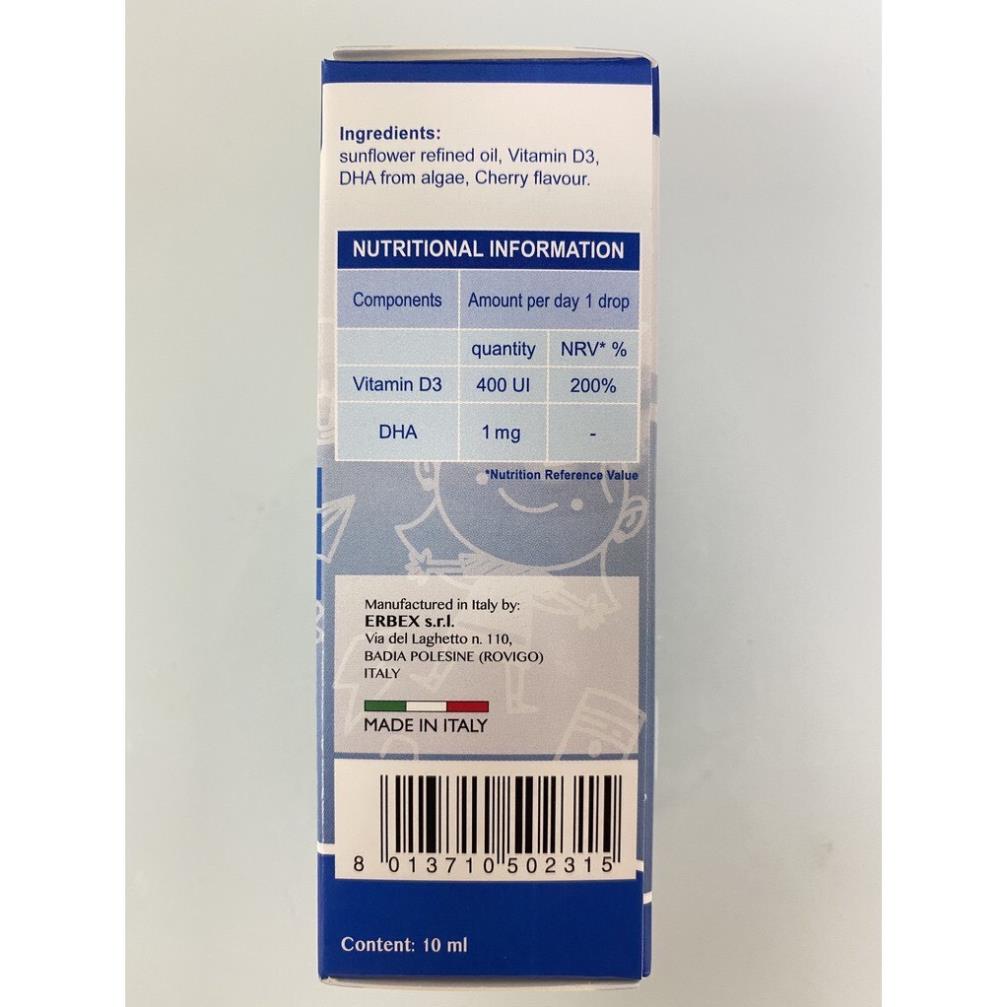 Ingredients:
sunflower refined oil, Vitamin D3,
DHA from algae, Cherry flavour.
NUTRITIONAL INFORMATION
Components Amount per day 1 drop
quantity NRV* %
Vitamin D3 400 UI 200%
DHA 1 mg -
*Nutrition Reference Value
Manufactured in Italy by:
ERBEX s.r.l.
Via del Laghetto n. 110,
BADIA POLESINE (ROVIGO)
ITALY
MADE IN ITALY
8 013710 502315
Content: 10 ml